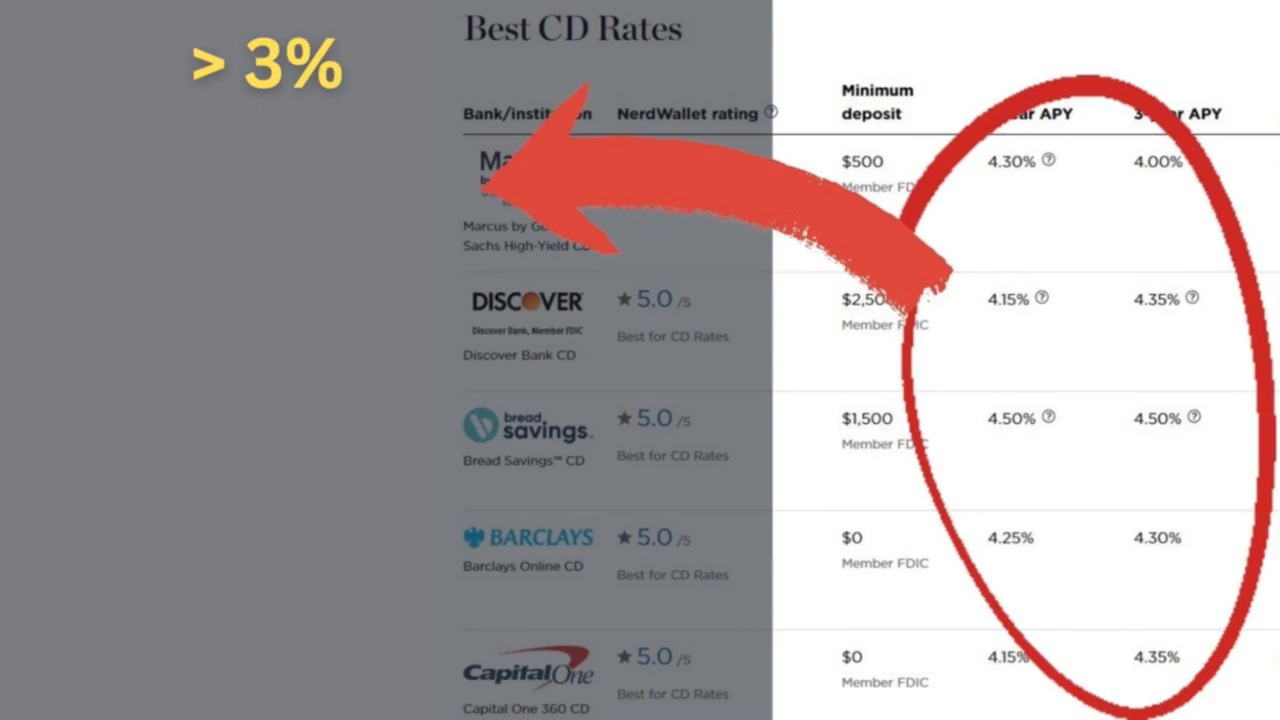 > 3%
Best CD Rates
Minimum
Bank/instit n NerdWallet rating ? deposit ar APY 3 r APY
Ma
$500 4.30% ? 4.00%
by
Member FD
Marcus by G
Sachs High-Yield C
DISCOVER ★ 5.0 /5 $2,50 4.15% ? 4.35% ?
Discover Bank, Member FDIC Best for CD Rates Member F IC
Discover Bank CD
bread ★ 5.0 /5 $1,500 4.50% ? 4.50% ?
savings. Member FDIC
Bread Savings℠ CD Best for CD Rates
BARCLAYS ★ 5.0 /5 $0 4.25% 4.30%
Barclays Online CD Best for CD Rates Member FDIC
Capital One ★ 5.0 /5 $0 4.15% 4.35%
Capital One 360 CD Best for CD Rates Member FDIC